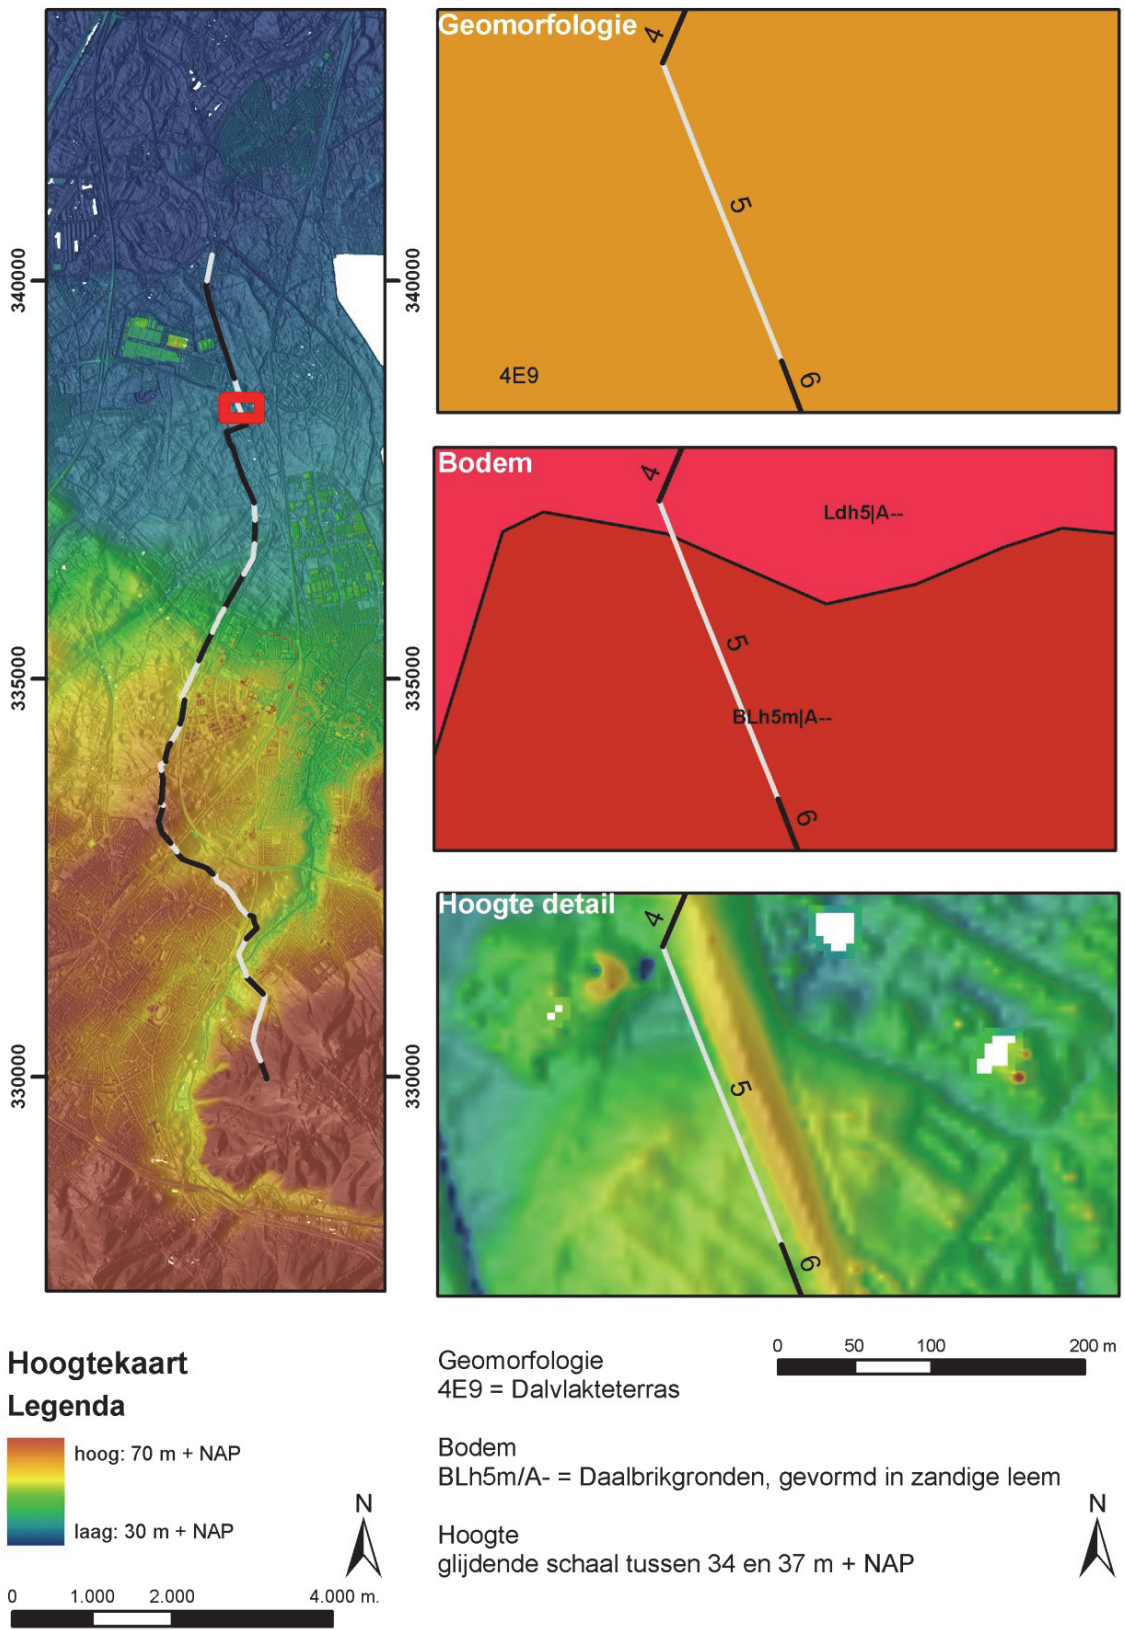 340000
335000
330000
340000
335000
330000
Geomorfologie
4
5
6
4E9
Bodem
4
Ldh5|A--
5
BLh5m|A--
6
Hoogte detail
4
5
6
Hoogtekaart
Legenda
hoog: 70 m + NAP
laag: 30 m + NAP
N
0 1.000 2.000 4.000 m.
0 50 100 200 m
Geomorfologie
4E9 = Dalvlakteterras
Bodem
BLh5m/A- = Daalbrikgronden, gevormd in zandige leem
Hoogte
glijdende schaal tussen 34 en 37 m + NAP
N